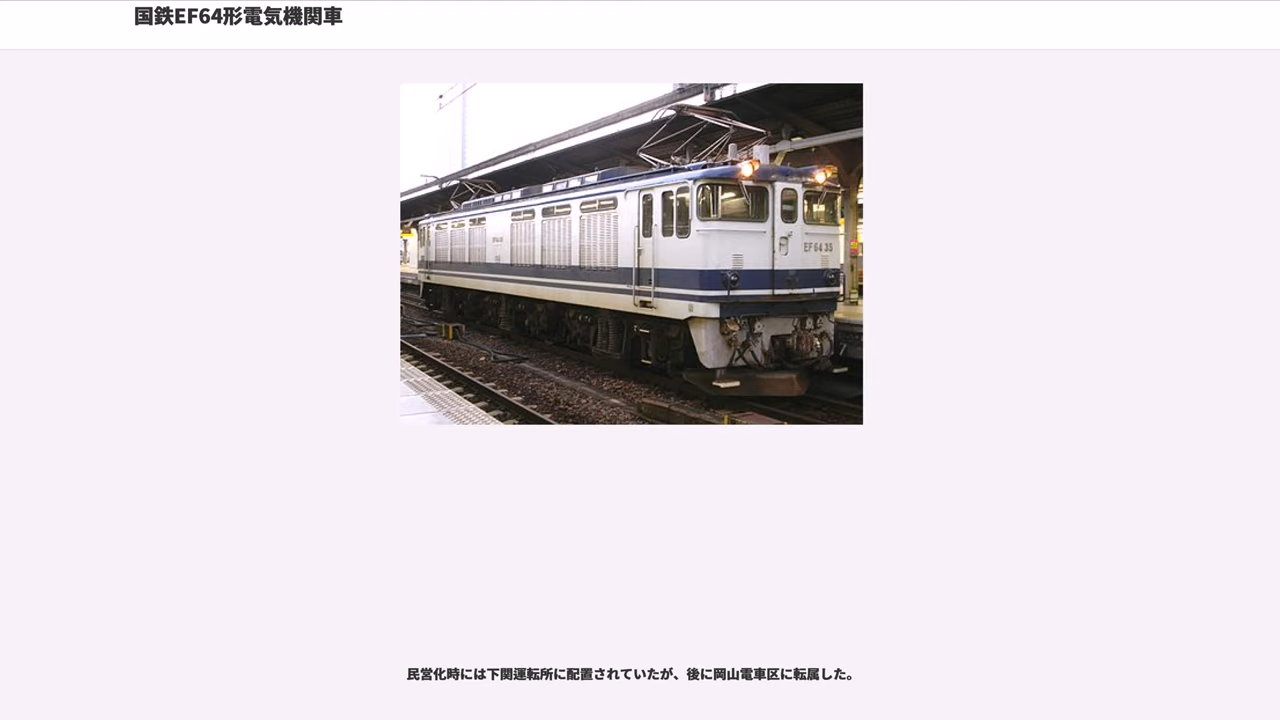 国鉄EF64形電気機関車
EF64 35
民営化時には下関運転所に配置されていたが、後に岡山電車区に転属した。